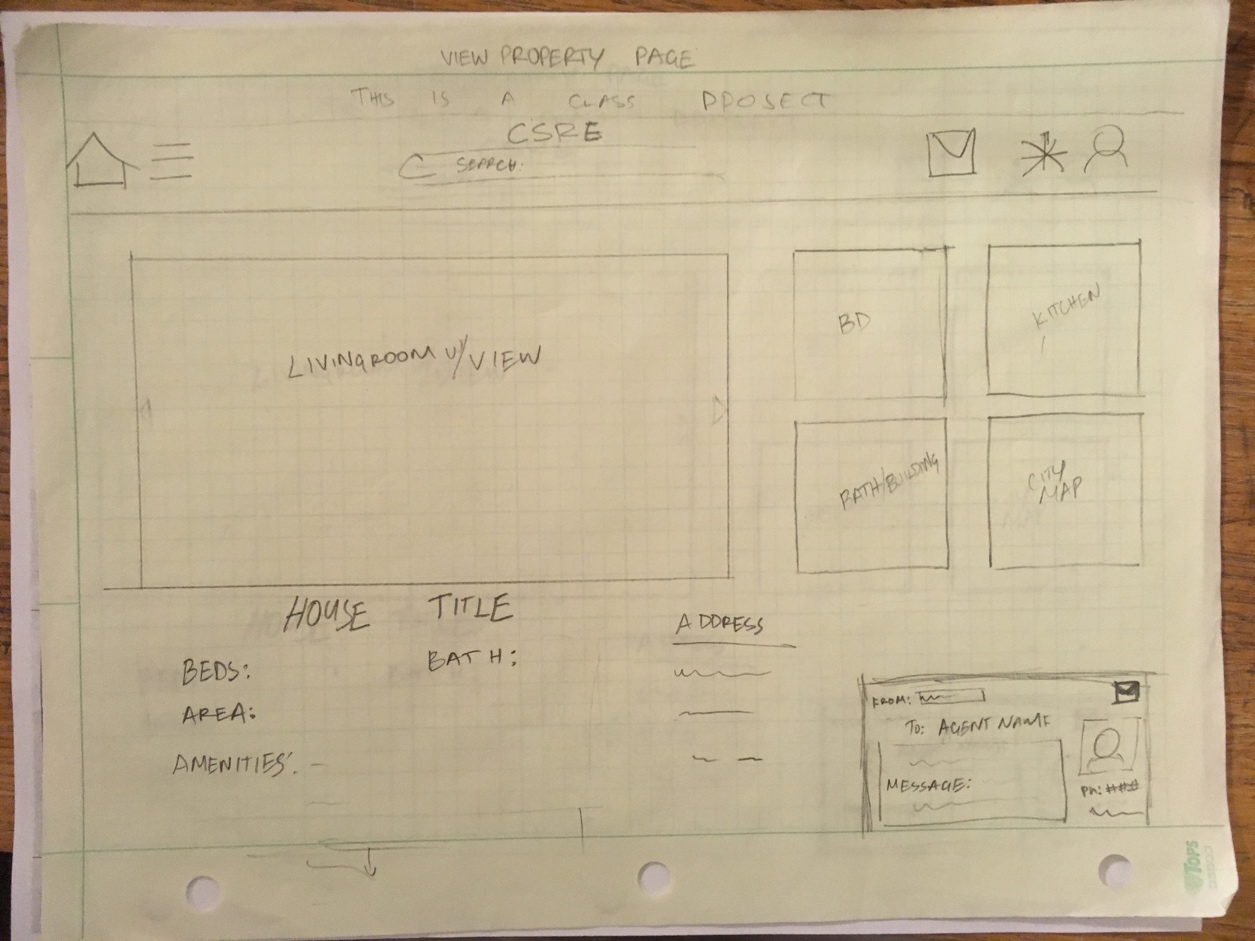 VIEW PROPERTY PAGE
THIS IS A CLASS PROJECT
CSRE
SEARCH:
LIVINGROOM W/ VIEW
BD
KITCHEN
BATH/BUILDING
CITY MAP
HOUSE TITLE
BEDS:
BATH:
AREA:
AMENITIES:
ADDRESS
FROM:
TO: AGENT NAME
MESSAGE:
PH: ###
TOPS